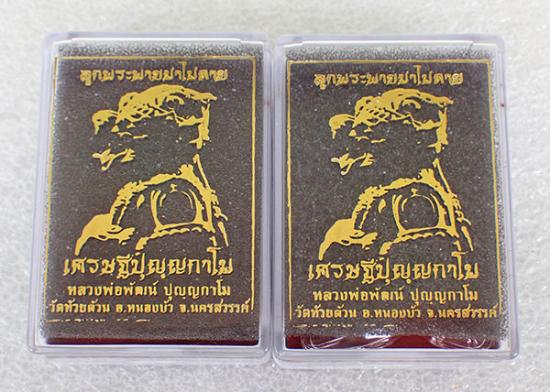 ลูกพระพายม้าไม่ตาย
เศรษฐีปุญญกาโม
หลวงพ่อพัฒน์ ปุญญกาโม
วัดห้วยด้วน อ.หนองบัว จ.นครสวรรค์
ลูกพระพายม้าไม่ตาย
เศรษฐีปุญญกาโม
หลวงพ่อพัฒน์ ปุญญกาโม
วัดห้วยด้วน อ.หนองบัว จ.นครสวรรค์